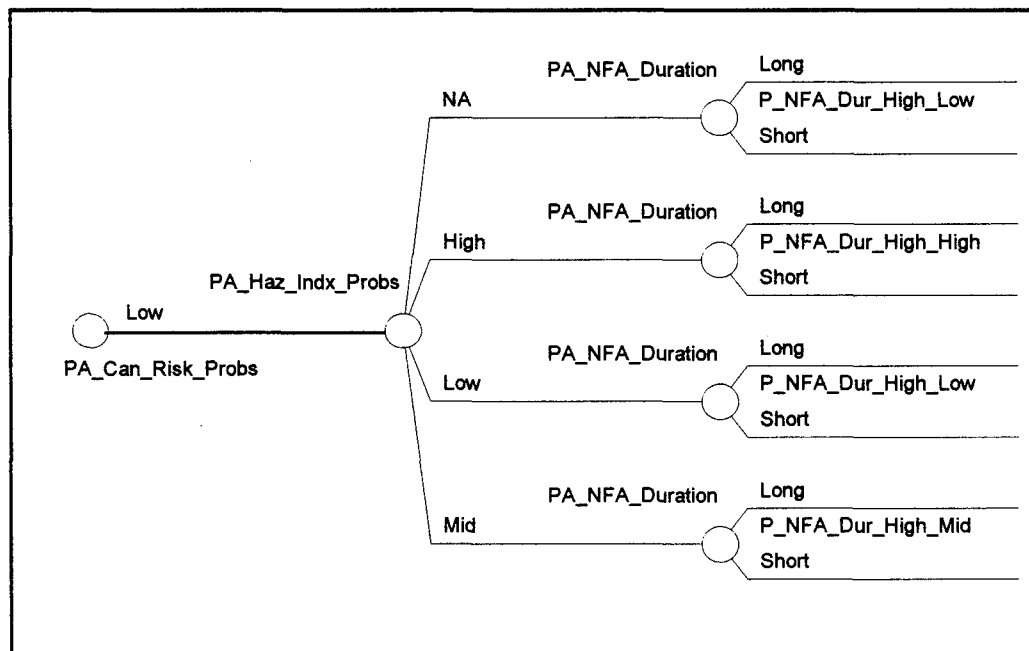 PA_NFA_Duration
Long
NA
P_NFA_Dur_High_Low
Short
PA_NFA_Duration
Long
High
P_NFA_Dur_High_High
Short
PA_Haz_Indx_Probs
Low
PA_Can_Risk_Probs
PA_NFA_Duration
Long
Low
P_NFA_Dur_High_Low
Short
PA_NFA_Duration
Long
Mid
P_NFA_Dur_High_Mid
Short